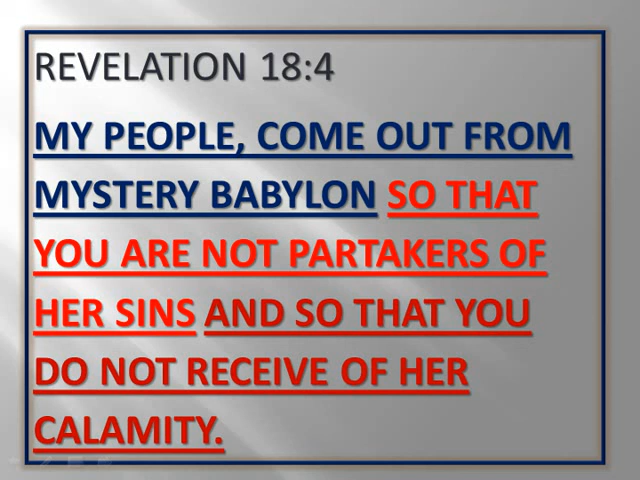 REVELATION 18:4
MY PEOPLE, COME OUT FROM
MYSTERY BABYLON SO THAT
YOU ARE NOT PARTAKERS OF
HER SINS AND SO THAT YOU
DO NOT RECEIVE OF HER
CALAMITY.